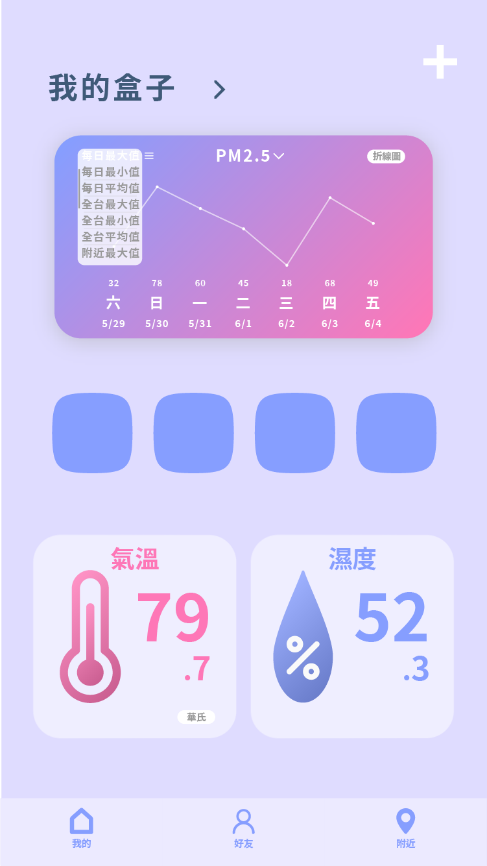 我的盒子
每日最大值
PM2.5
折線圖
每日最小值
每日平均值
全台最大值
全台最小值
全台平均值
附近最大值
32 78 60 45 18 68 49
六 日 一 二 三 四 五
5/29 5/30 5/31 6/1 6/2 6/3 6/4
氣溫
79
.7
華氏
濕度
52
.3
%
我的
好友
附近